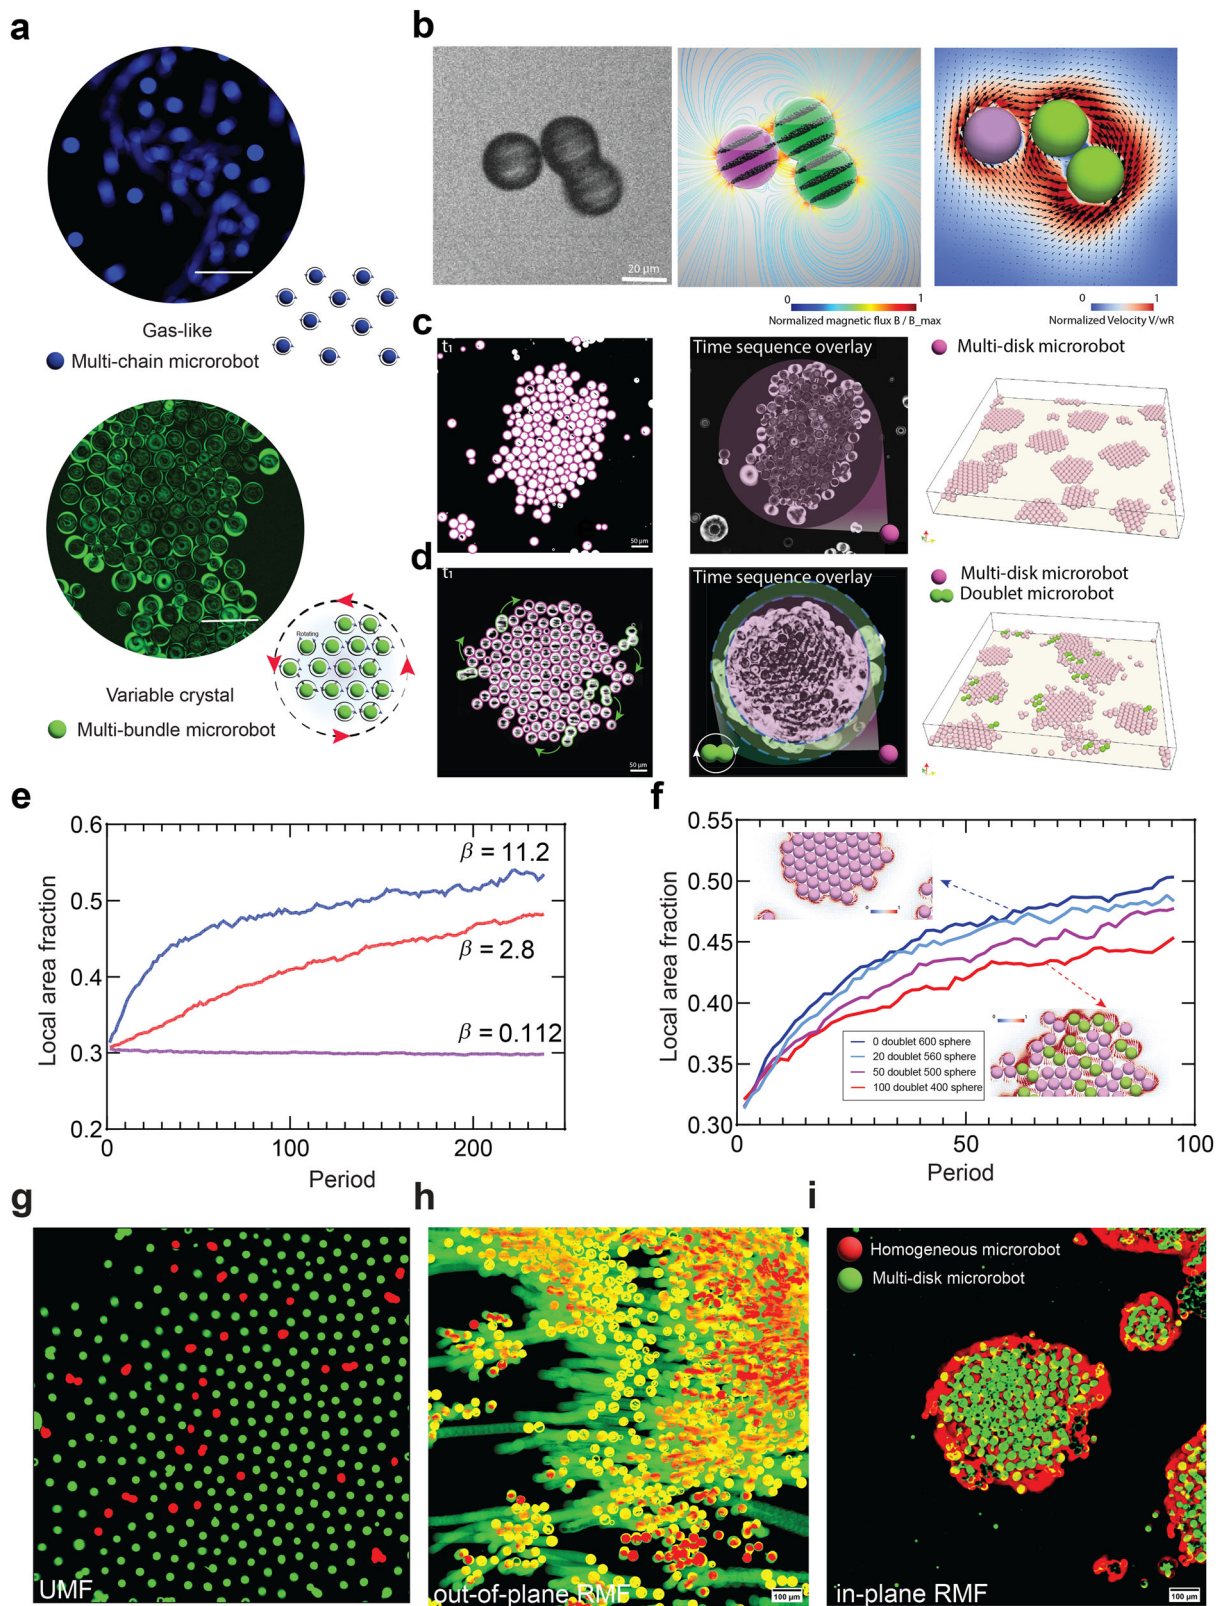 a
Gas-like
Multi-chain microrobot
Rotating
Variable crystal
Multi-bundle microrobot
b
20 µm
0 1
Normalized magnetic flux B / B_max
0 1
Normalized Velocity V/wR
c
t₁
50 µm
Time sequence overlay
Multi-disk microrobot
d
t₁
50 µm
Time sequence overlay
Multi-disk microrobot
Doublet microrobot
e
Local area fraction
0.6
0.5
0.4
0.3
0.2
β = 11.2
β = 2.8
β = 0.112
0 100 200
Period
f
Local area fraction
0.55
0.50
0.45
0.40
0.35
0.30
0 1
0 1
0 doublet 600 sphere
20 doublet 560 sphere
50 doublet 500 sphere
100 doublet 400 sphere
0 50 100
Period
g
UMF
h
out-of-plane RMF
100 µm
i
Homogeneous microrobot
Multi-disk microrobot
in-plane RMF
100 µm